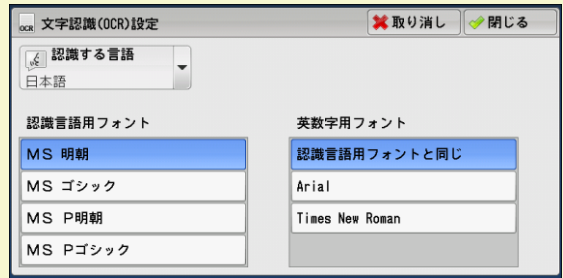 OCR 文字認識(OCR)設定
取り消し
閉じる
認識する言語
日本語
認識言語用フォント
英数字用フォント
MS 明朝
認識言語用フォントと同じ
MS ゴシック
Arial
MS P明朝
Times New Roman
MS Pゴシック